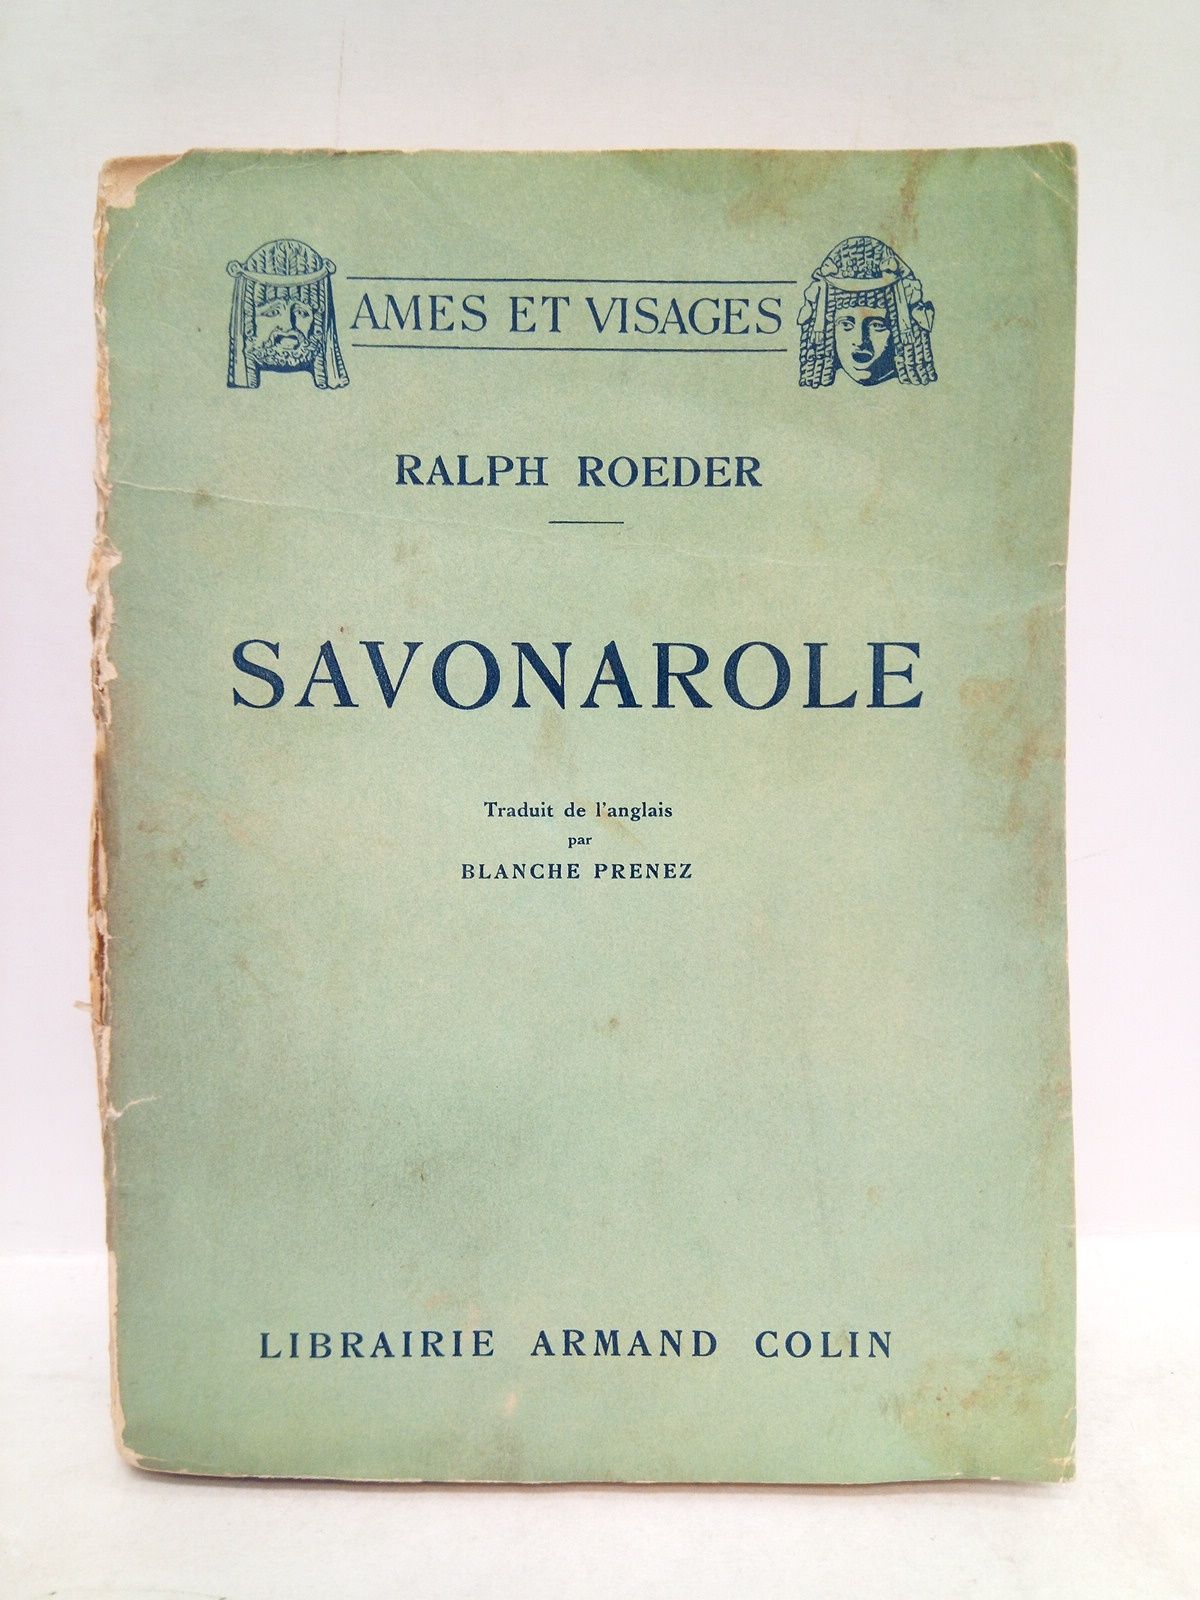 AMES ET VISAGES
RALPH ROEDER
SAVONAROLE
Traduit de l'anglais
par
BLANCHE PRENEZ
LIBRAIRIE ARMAND COLIN